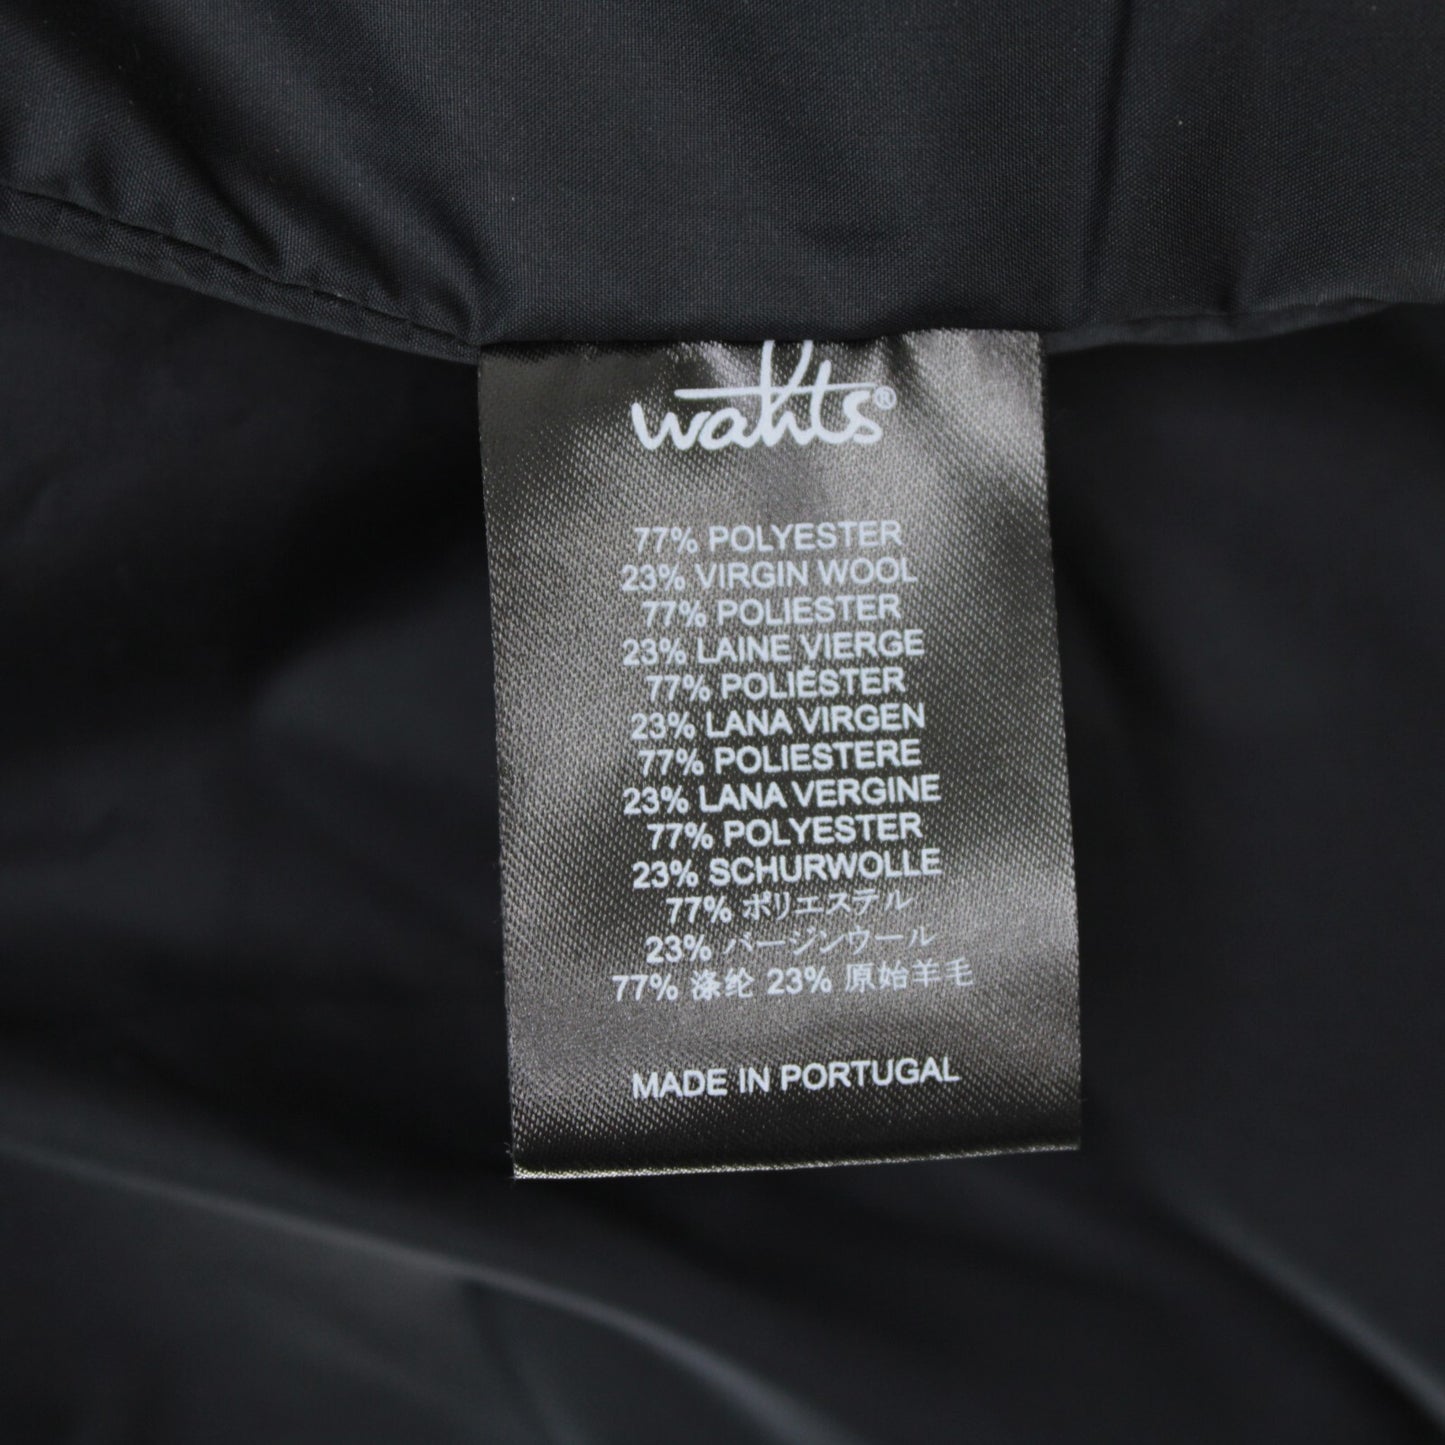 wahts®
77% POLYESTER
23% VIRGIN WOOL
77% POLIESTER
23% LAINE VIERGE
77% POLIÉSTER
23% LANA VIRGEN
77% POLIESTERE
23% LANA VERGINE
77% POLYESTER
23% SCHURWOLLE
77% ポリエステル
23% バージンウール
77% 涤纶 23% 原始羊毛
MADE IN PORTUGAL